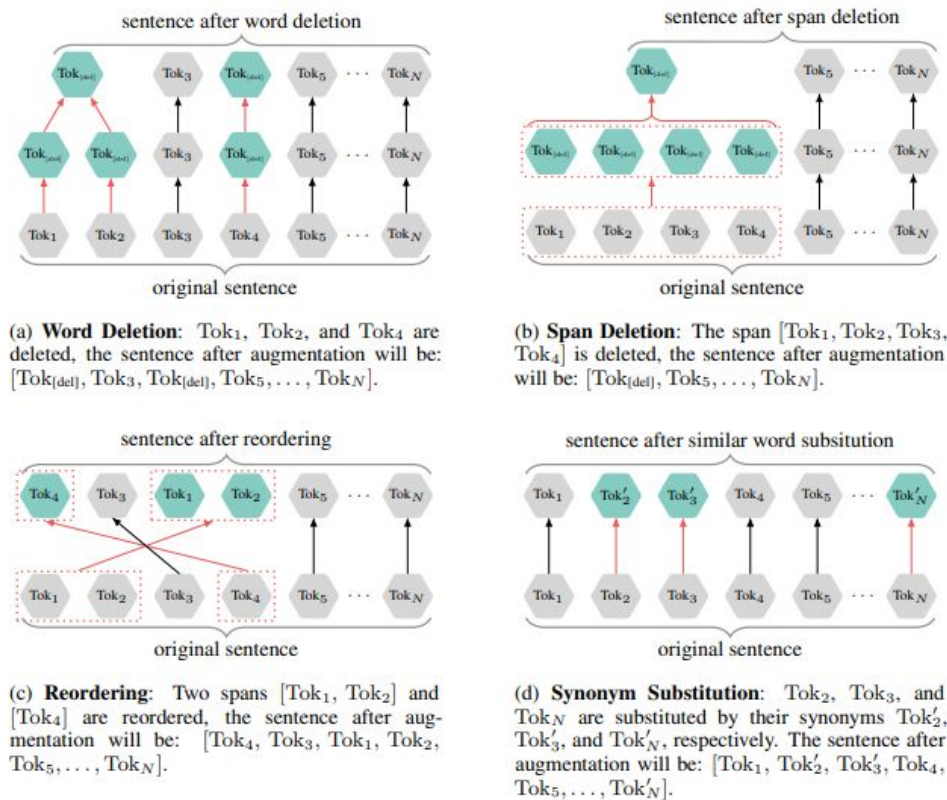 sentence after word deletion
Tok[del] Tok3 Tok[del] Tok5 · · · TokN
Tok[del] Tok[del] Tok3 Tok[del] Tok5 · · · TokN
Tok1 Tok2 Tok3 Tok4 Tok5 · · · TokN
original sentence
(a) Word Deletion: Tok1, Tok2, and Tok4 are
deleted, the sentence after augmentation will be:
[Tok[del], Tok3, Tok[del], Tok5, . . . , TokN].
sentence after span deletion
Tok[del] Tok5 · · · TokN
Tok[del] Tok[del] Tok[del] Tok[del] Tok5 · · · TokN
Tok1 Tok2 Tok3 Tok4 Tok5 · · · TokN
original sentence
(b) Span Deletion: The span [Tok1, Tok2, Tok3,
Tok4] is deleted, the sentence after augmentation
will be: [Tok[del], Tok5, . . . , TokN].
sentence after reordering
Tok4 Tok3 Tok1 Tok2 Tok5 · · · TokN
Tok1 Tok2 Tok3 Tok4 Tok5 · · · TokN
original sentence
(c) Reordering: Two spans [Tok1, Tok2] and
[Tok4] are reordered, the sentence after aug-
mentation will be: [Tok4, Tok3, Tok1, Tok2,
Tok5, . . . , TokN].
sentence after similar word subsitution
Tok1 Tok′2 Tok′3 Tok4 Tok5 · · · Tok′N
Tok1 Tok2 Tok3 Tok4 Tok5 · · · TokN
original sentence
(d) Synonym Substitution: Tok2, Tok3, and
TokN are substituted by their synonyms Tok′2,
Tok′3, and Tok′N, respectively. The sentence after
augmentation will be: [Tok1, Tok′2, Tok′3, Tok4,
Tok5, . . . , Tok′N].